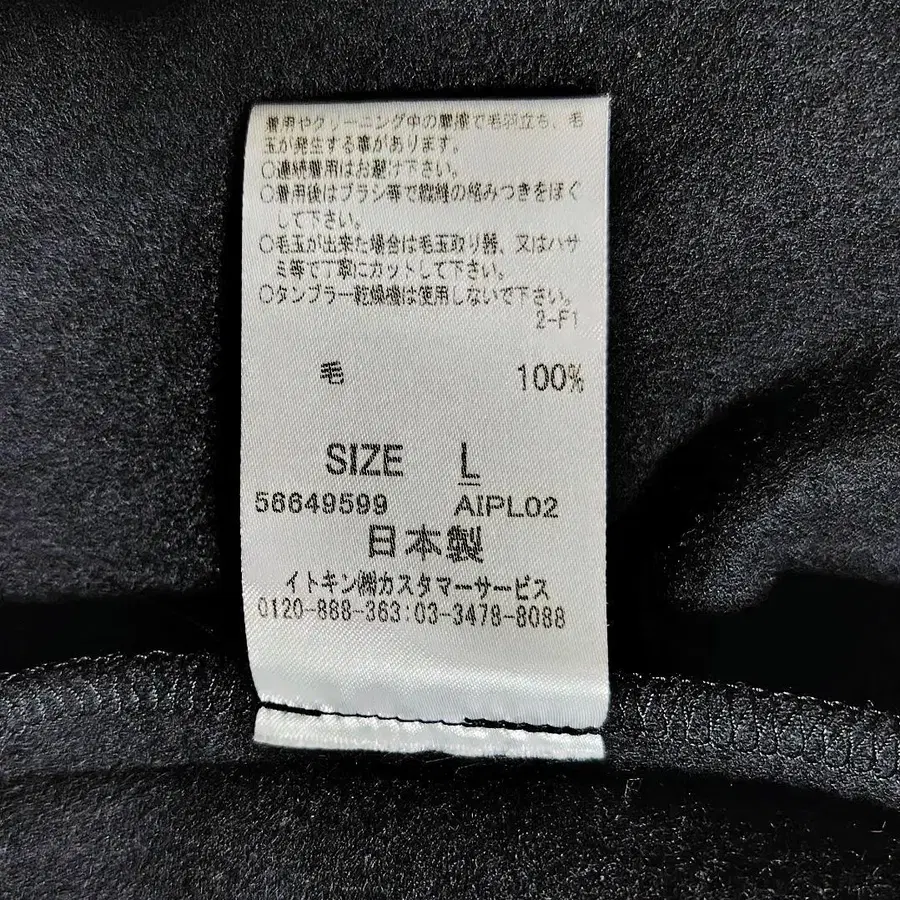 着用やクリーニング中の摩擦で毛羽立ち、毛
玉が発生する事があります。
○連続着用はお避け下さい。
○着用後はブラシ等で繊維の絡みつきをほぐ
して下さい。
○毛玉が出来た場合は毛玉取り器、又はハサ
ミ等で丁寧にカットして下さい。
○タンブラー乾燥機は使用しないで下さい。
2-F1
毛 100%
SIZE L
56649599 AIPL02
日本製
イトキン㈱カスタマーサービス
0120-888-363:03-3478-8088